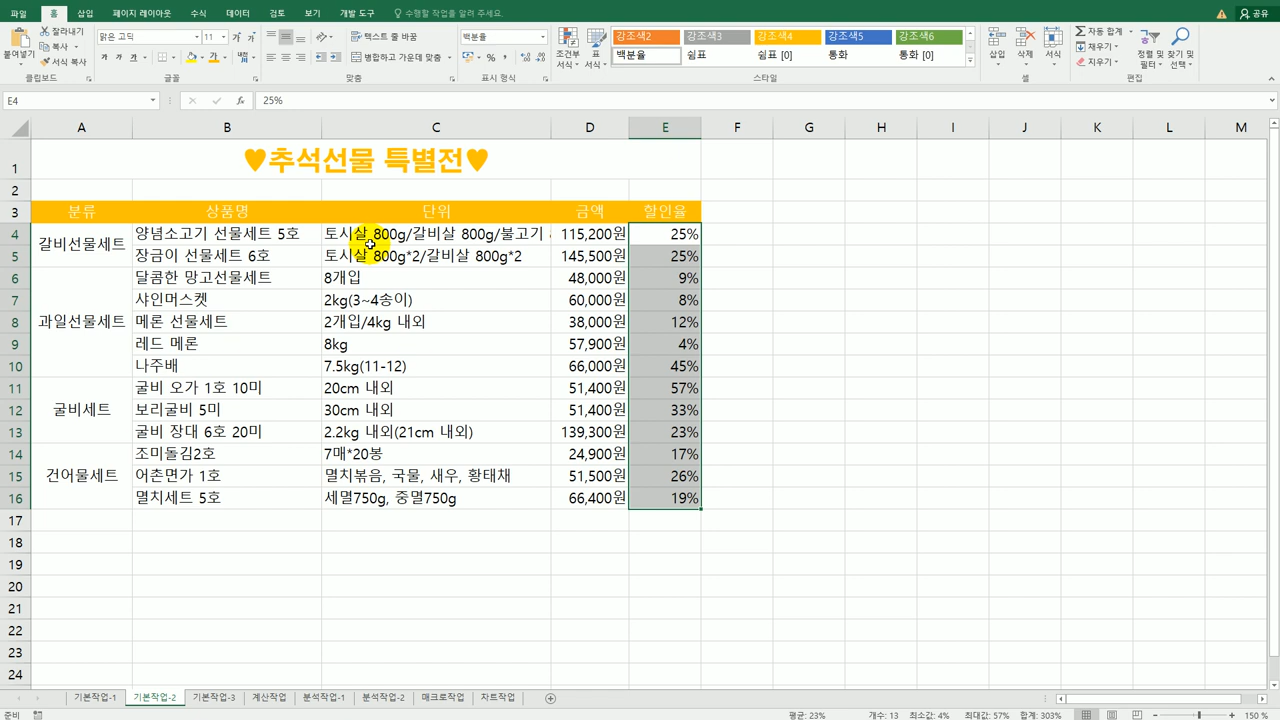 파일 홈 삽입 페이지 레이아웃 수식 데이터 검토 보기 개발 도구 수행할 작업을 알려 주세요. 공유
붙여넣기 잘라내기 맑은 고딕 11 텍스트 줄 바꿈 백분율 강조색2 강조색3 강조색4 강조색5 강조색6 자동 합계
복사 가 가 가 병합하고 가운데 맞춤 조건부 서식 표 서식 백분율 쉼표 쉼표 [0] 통화 통화 [0] 삽입 삭제 서식 채우기 정렬 및 필터 찾기 및 선택
서식 복사 지우기
클립보드 글꼴 맞춤 표시 형식 스타일 셀 편집
E4 fx 25%
A B C D E F G H I J K L M
1 ♥추석선물 특별전♥
2
3 분류 상품명 단위 금액 할인율
4 갈비선물세트 양념소고기 선물세트 5호 토시살 800g/갈비살 800g/불고기 115,200원 25%
5 장금이 선물세트 6호 토시살 800g*2/갈비살 800g*2 145,500원 25%
6 달콤한 망고선물세트 8개입 48,000원 9%
7 샤인머스켓 2kg(3~4송이) 60,000원 8%
8 과일선물세트 메론 선물세트 2개입/4kg 내외 38,000원 12%
9 레드 메론 8kg 57,900원 4%
10 나주배 7.5kg(11-12) 66,000원 45%
11 굴비 오가 1호 10미 20cm 내외 51,400원 57%
12 굴비세트 보리굴비 5미 30cm 내외 51,400원 33%
13 굴비 장대 6호 20미 2.2kg 내외(21cm 내외) 139,300원 23%
14 조미돌김2호 7매*20봉 24,900원 17%
15 건어물세트 어촌면가 1호 멸치볶음, 국물, 새우, 황태채 51,500원 26%
16 멸치세트 5호 세멸750g, 중멸750g 66,400원 19%
17
18
19
20
21
22
23
24
기본작업-1 기본작업-2 기본작업-3 계산작업 분석작업-1 분석작업-2 매크로작업 차트작업
준비 평균: 23% 개수: 13 최소값: 4% 최대값: 57% 합계: 303% 150 %